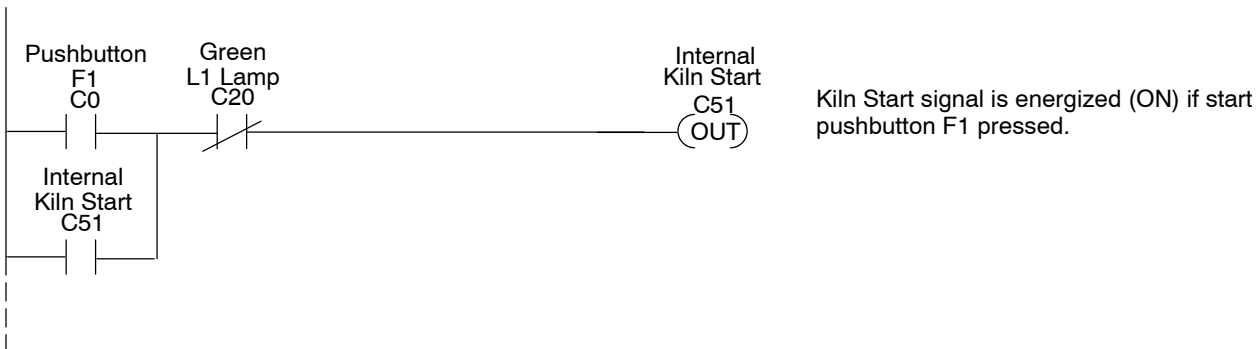 Pushbutton
F1
C0
Green
L1 Lamp
C20
Internal
Kiln Start
C51
OUT
Kiln Start signal is energized (ON) if start
pushbutton F1 pressed.
Internal
Kiln Start
C51